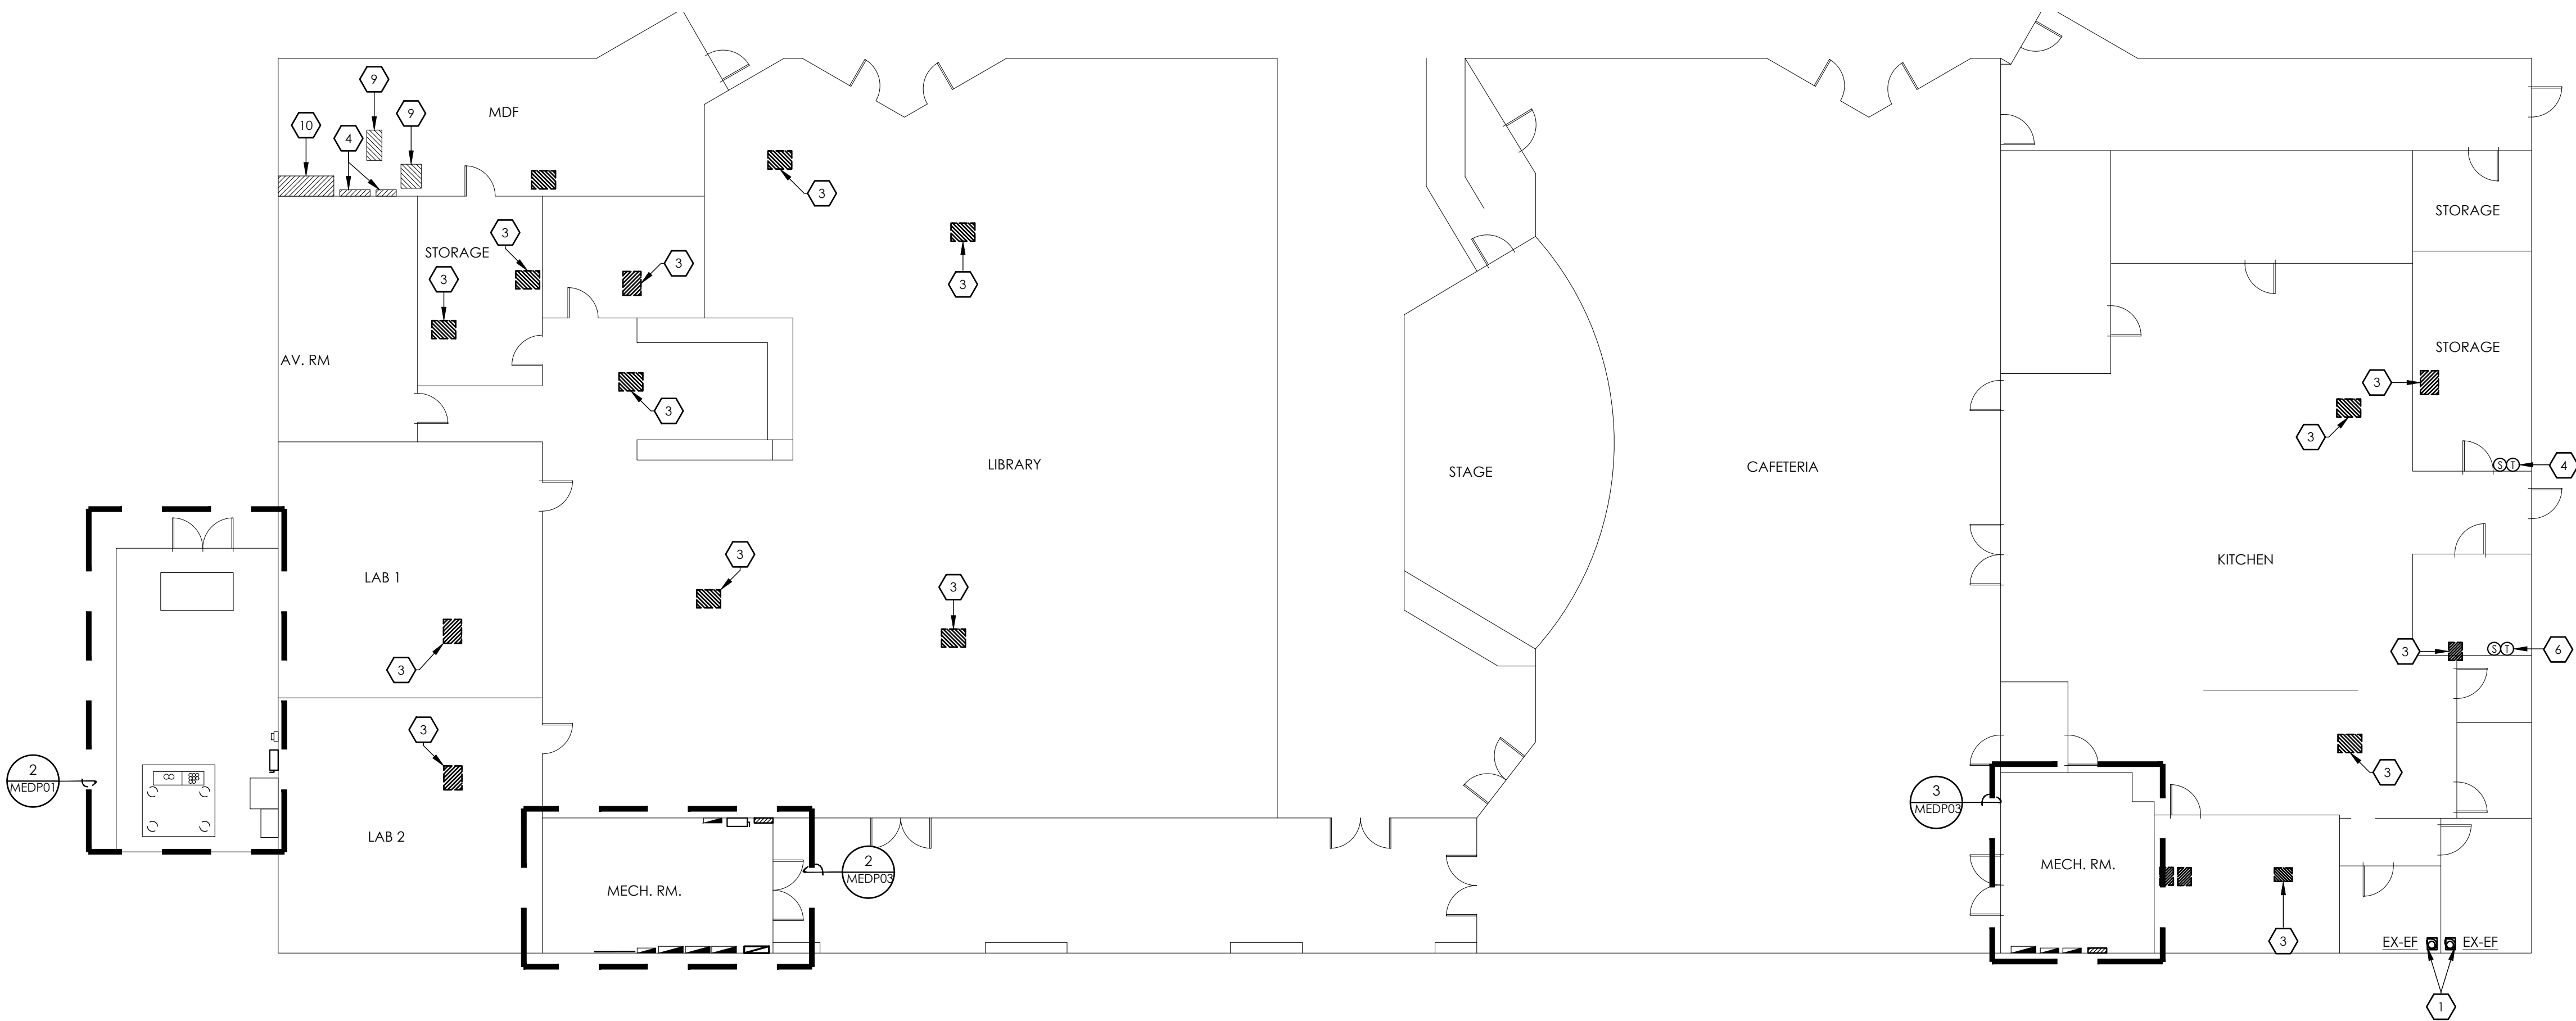 9
9
MDF
10
4
3
3
STORAGE
STORAGE
3
3
3
3
AV. RM
STORAGE
3
3
3
3
LIBRARY
STAGE
CAFETERIA
S T
4
3
3
KITCHEN
LAB 1
3
3
S T
6
3
3
2
MEDP01
3
MEDP03
LAB 2
2
MEDP03
MECH. RM.
MECH. RM.
3
EX-EF
EX-EF
1